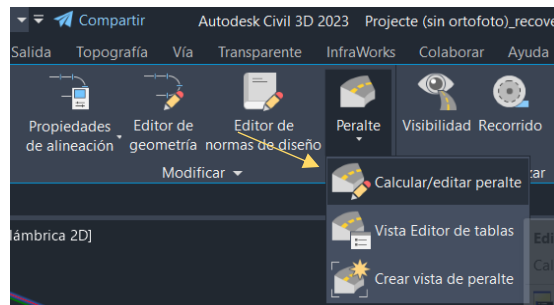 Compartir Autodesk Civil 3D 2023 Projecte (sin ortofoto)_recove
Salida Topografía Vía Transparente InfraWorks Colaborar Ayuda
Propiedades de alineación
Editor de geometría
Editor de normas de diseño
Peralte
Visibilidad
Recorrido
Modificar
Calcular/editar peralte
Vista Editor de tablas
Crear vista de peralte
lámbrica 2D]